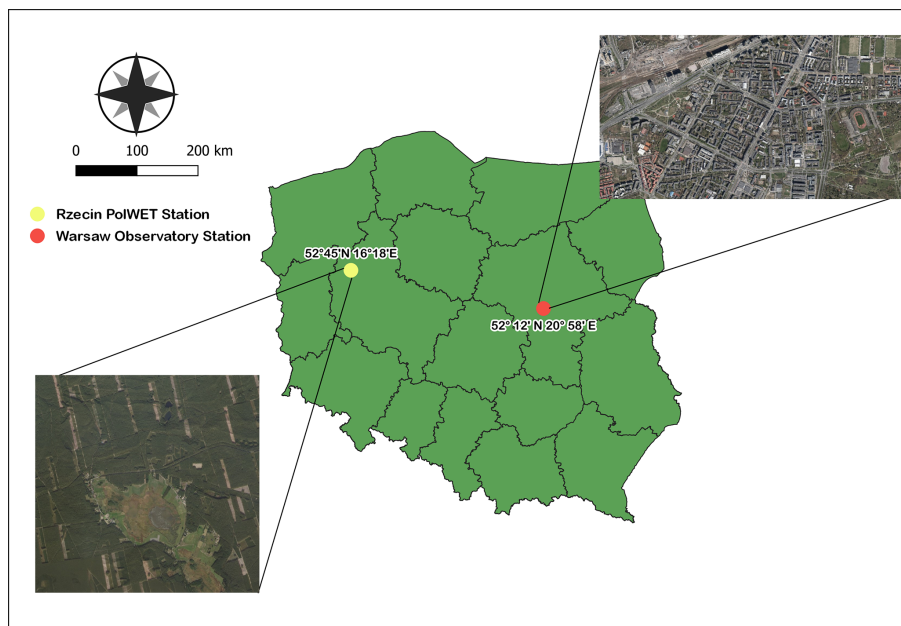 0 100 200 km
Rzecin PolWET Station
Warsaw Observatory Station
52°45'N 16°18'E
52° 12' N 20° 58' E